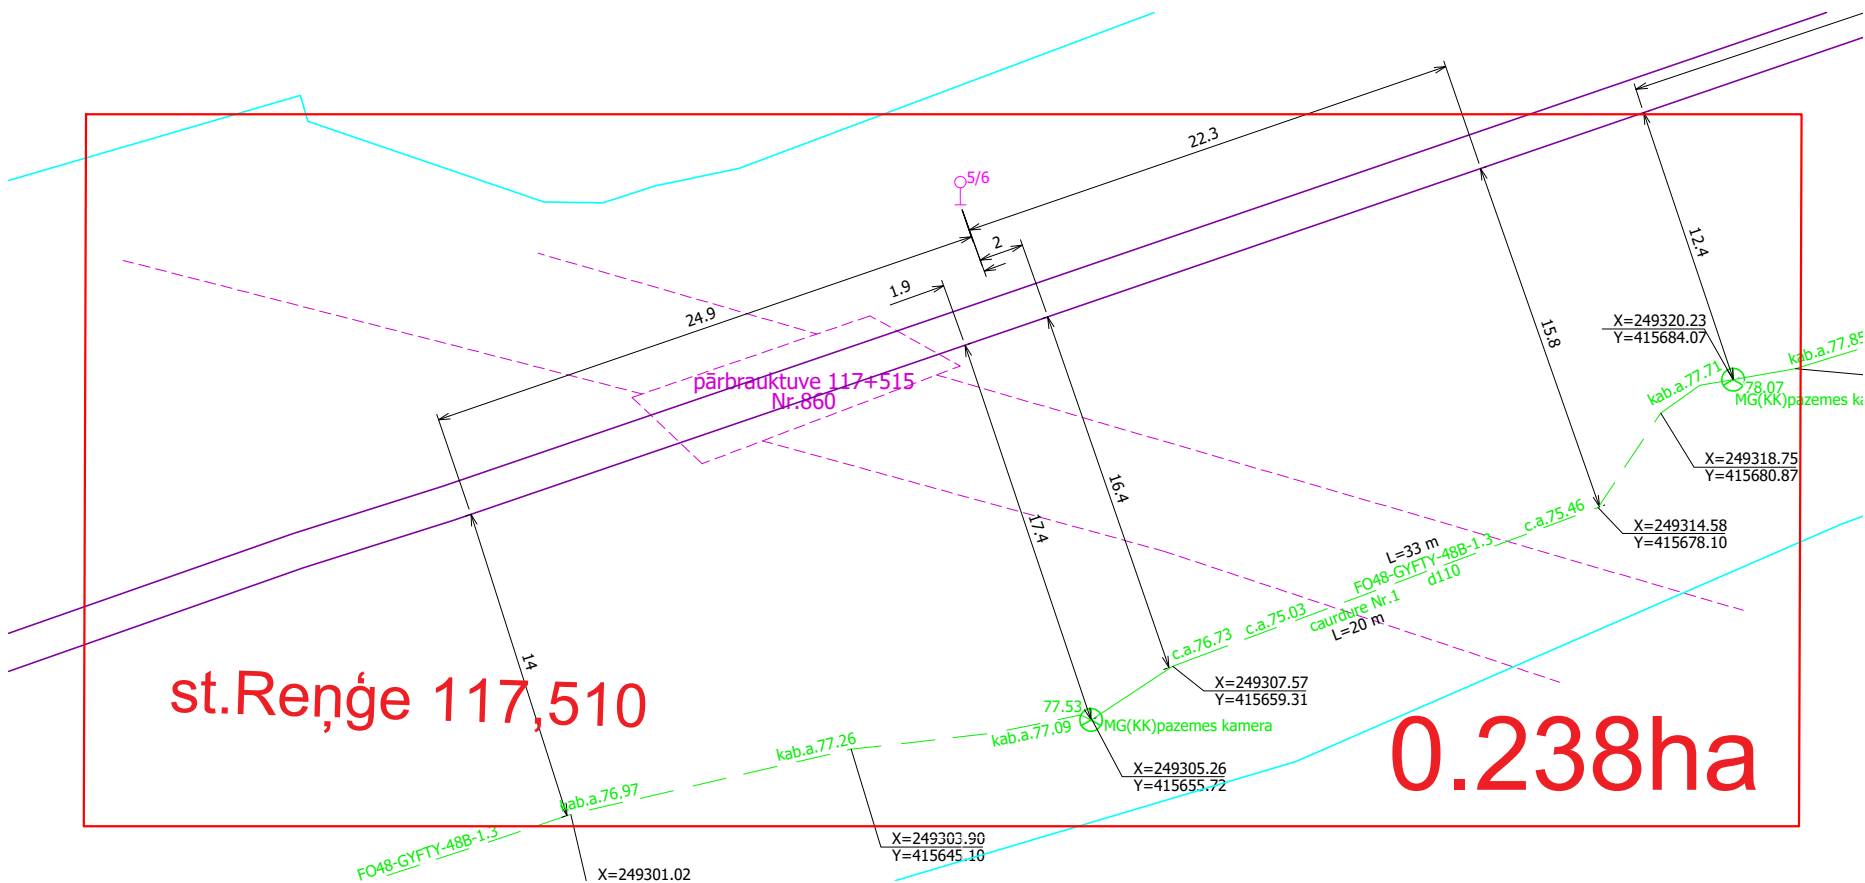 22.3
5/6
2
12.4
1.9
24.9
15.8
X=249320.23
Y=415684.07
kab.a.77.85
kab.a.77.71
78.07
MG(KK)pazemes ka
pārbrauktuve 117+515
Nr.860
X=249318.75
Y=415680.87
16.4
17.4
c.a.75.46
X=249314.58
Y=415678.10
L=33 m
FO48-GYFTY-48B-1.3
d110
caurdure Nr.1
L=20 m
c.a.75.03
c.a.76.73
14
st.Reņģe 117,510
X=249307.57
Y=415659.31
77.53
MG(KK)pazemes kamera
kab.a.77.09
kab.a.77.26
0.238ha
X=249305.26
Y=415655.72
kab.a.76.97
FO48-GYFTY-48B-1.3
X=249303.90
Y=415645.10
X=249301.02